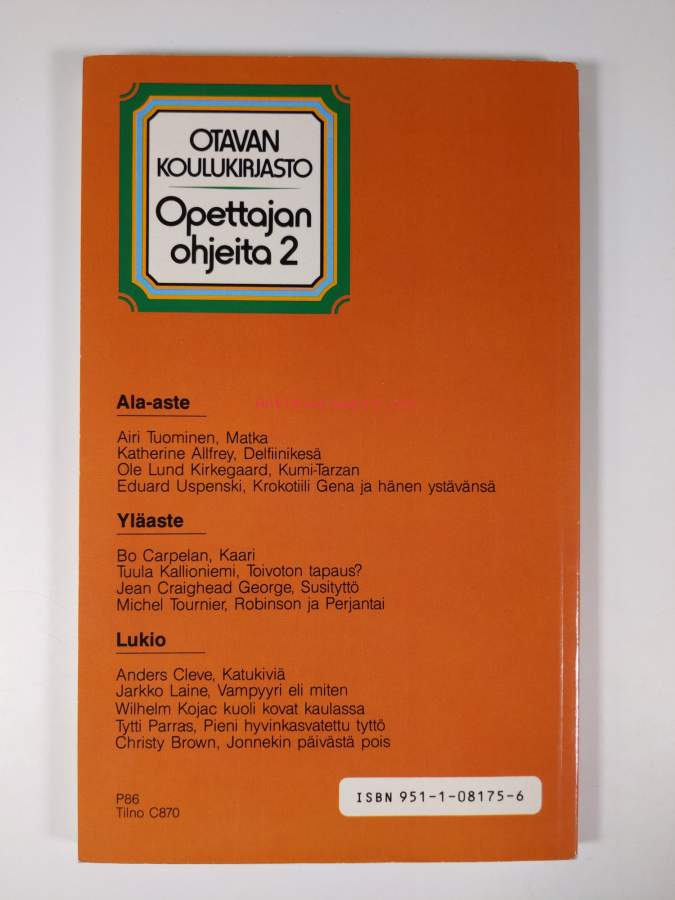 OTAVAN
KOULUKIRJASTO
Opettajan
ohjeita 2
Ala-aste
Airi Tuominen, Matka
Katherine Allfrey, Delfiinikesä
Ole Lund Kirkegaard, Kumi-Tarzan
Eduard Uspenski, Krokotiili Gena ja hänen ystävänsä
Yläaste
Bo Carpelan, Kaari
Tuula Kallioniemi, Toivoton tapaus?
Jean Craighead George, Susityttö
Michel Tournier, Robinson ja Perjantai
Lukio
Anders Cleve, Katukiviä
Jarkko Laine, Vampyyri eli miten
Wilhelm Kojac kuoli kovat kaulassa
Tytti Parras, Pieni hyvinkasvatettu tyttö
Christy Brown, Jonnekin päivästä pois
P86
Tilno C870
ISBN 951-1-08175-6